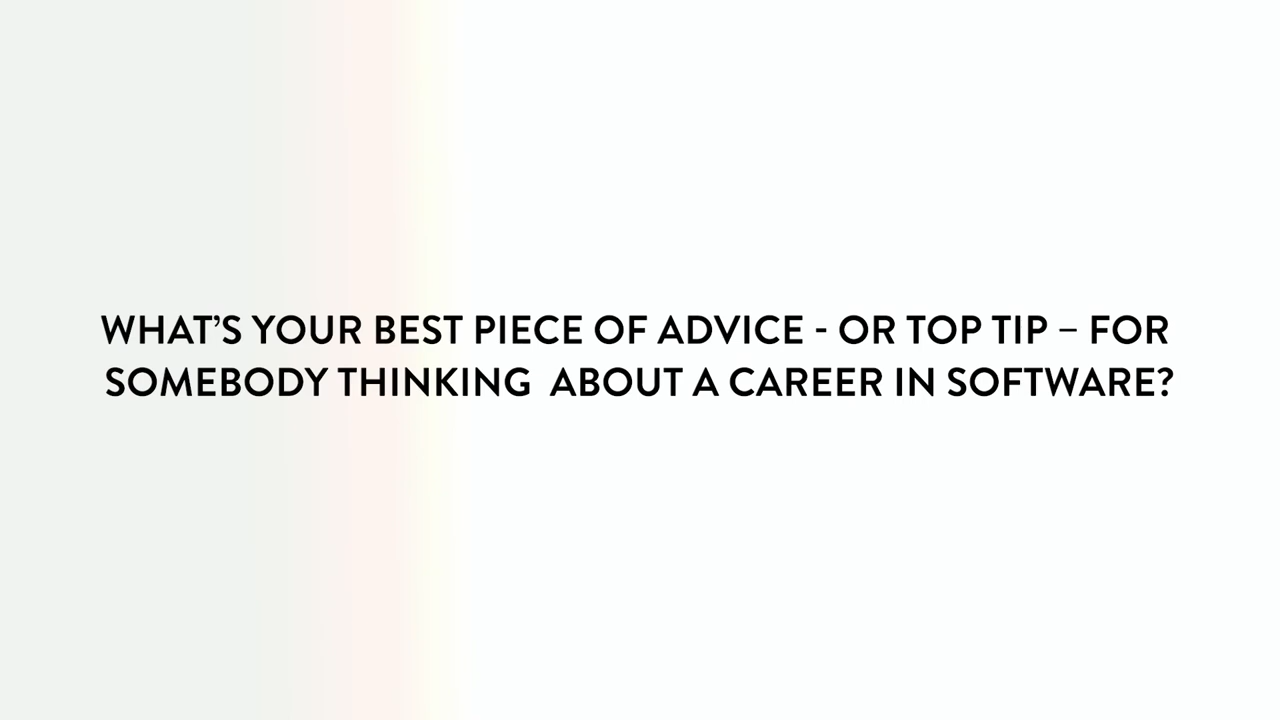 WHAT’S YOUR BEST PIECE OF ADVICE - OR TOP TIP – FOR
SOMEBODY THINKING  ABOUT A CAREER IN SOFTWARE?